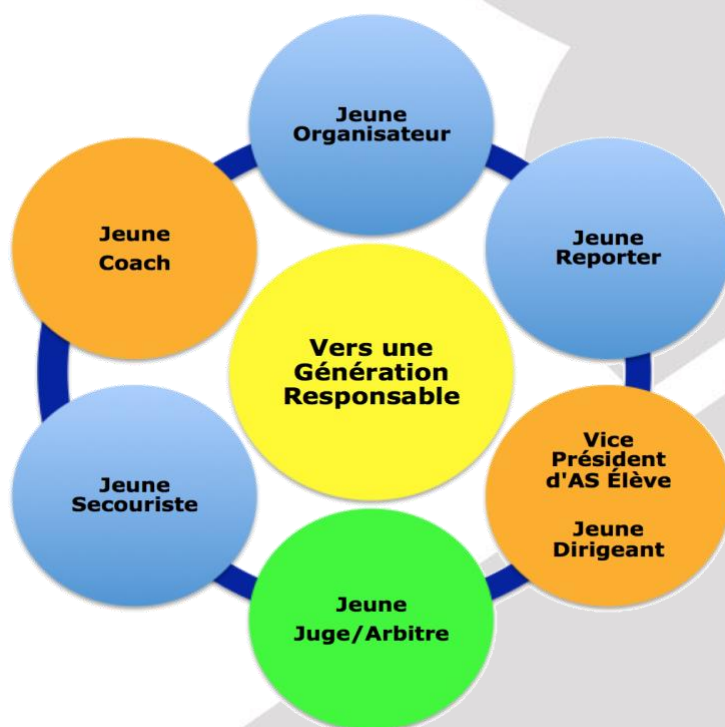 Jeune
Organisateur
Jeune
Reporter
Vice
Président
d'AS Élève
Jeune
Dirigeant
Jeune
Juge/Arbitre
Jeune
Secouriste
Jeune
Coach
Vers une
Génération
Responsable